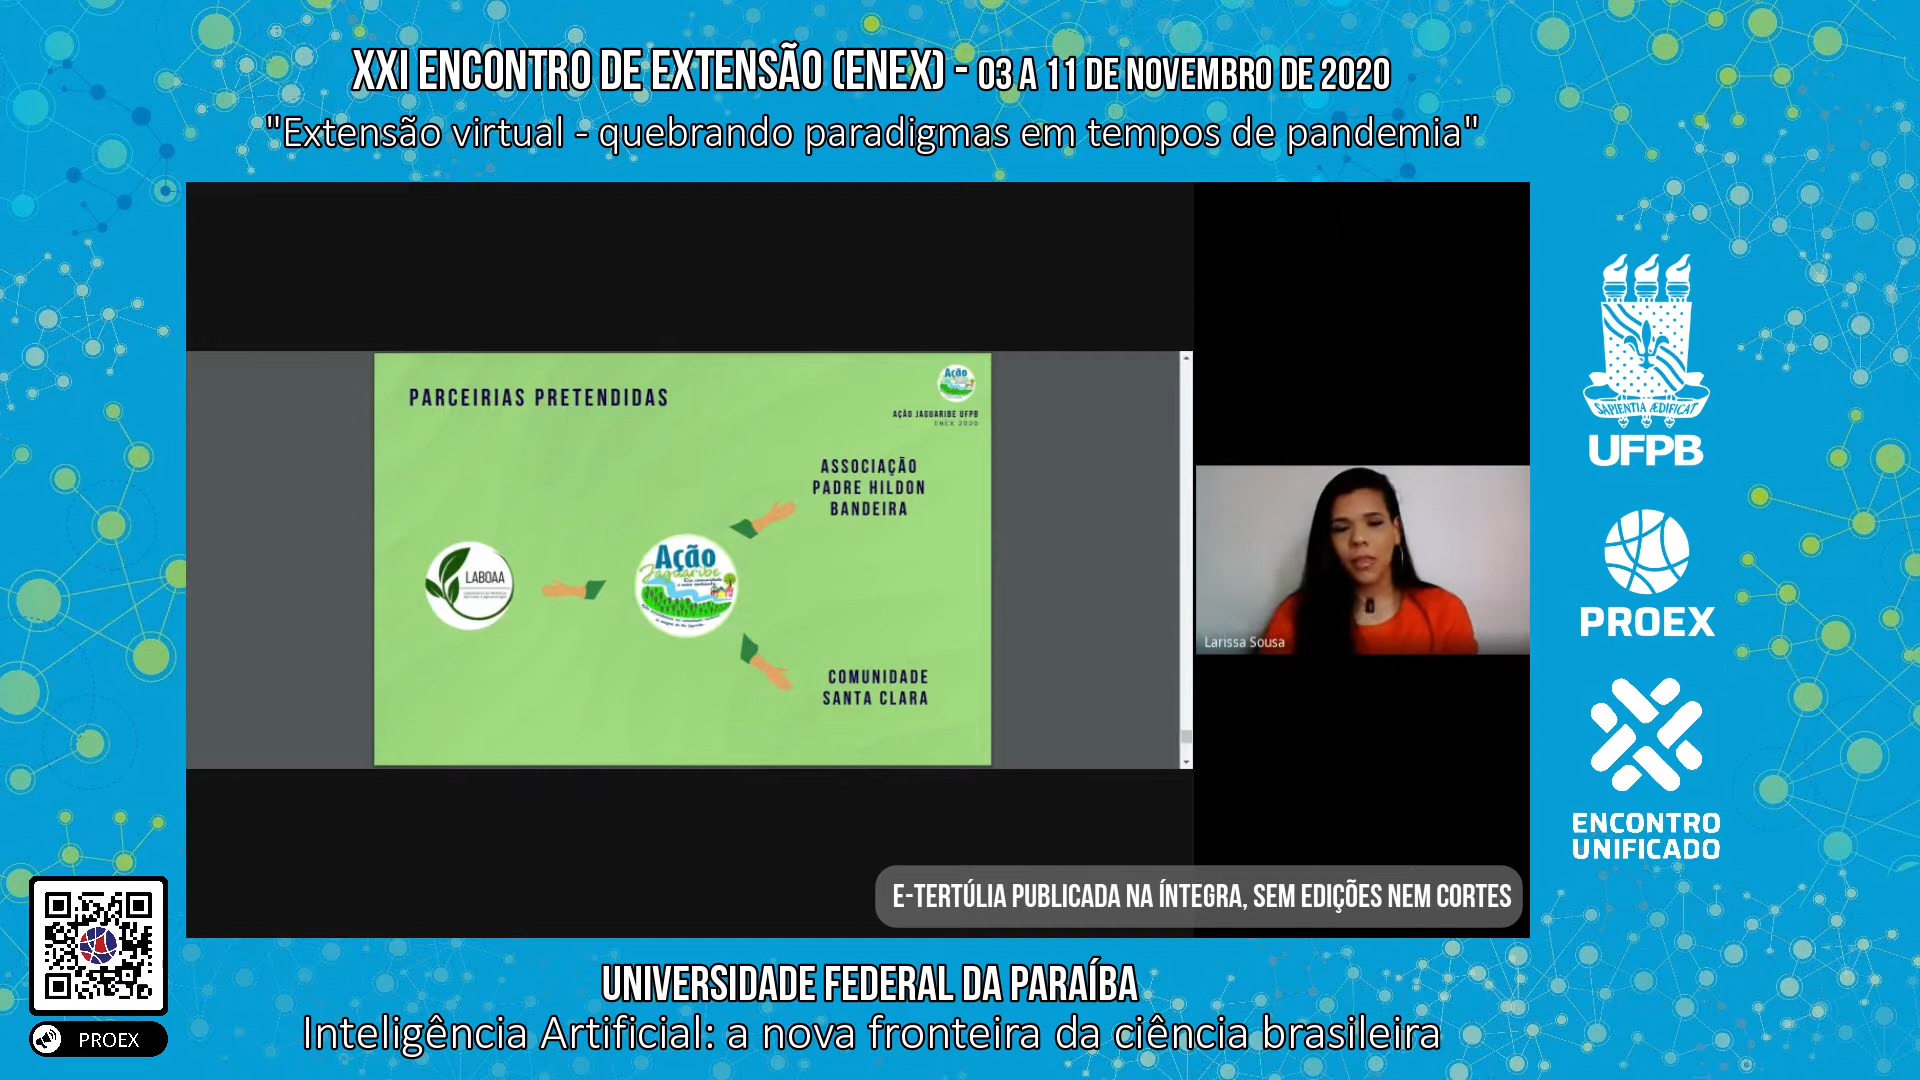 XXI ENCONTRO DE EXTENSÃO (ENEX) - 03 A 11 DE NOVEMBRO DE 2020
"Extensão virtual - quebrando paradigmas em tempos de pandemia"
PARCEIRIAS PRETENDIDAS
Ação
AÇÃO JAGUARIBE UFPB
ENEX 2020
ASSOCIAÇÃO
PADRE HILDON
BANDEIRA
LABOAA
Ação
Jaguaribe
COMUNIDADE
SANTA CLARA
Larissa Sousa
SAPIENTIA ÆDIFICAT
UFPB
PROEX
ENCONTRO
UNIFICADO
E-TERTÚLIA PUBLICADA NA ÍNTEGRA, SEM EDIÇÕES NEM CORTES
PROEX
UNIVERSIDADE FEDERAL DA PARAÍBA
Inteligência Artificial: a nova fronteira da ciência brasileira